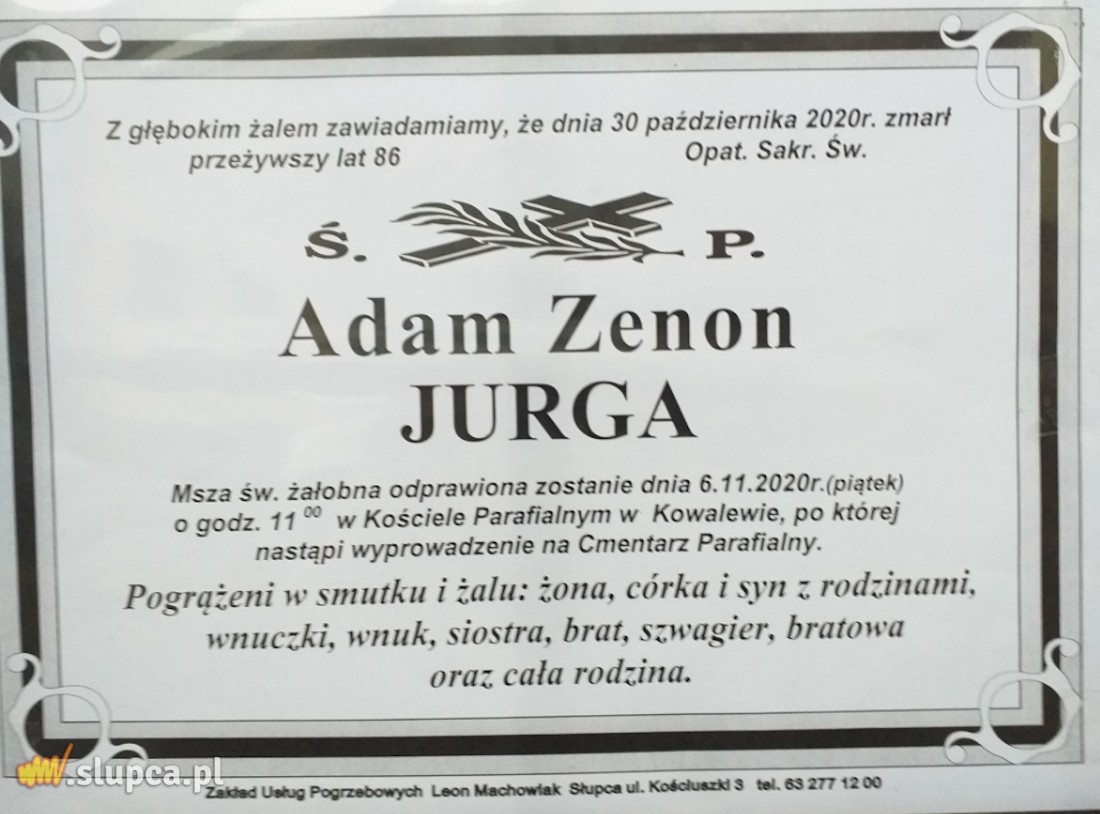 Z głębokim żalem zawiadamiamy, że dnia 30 października 2020r. zmarł
przeżywszy lat 86 Opat. Sakr. Św.
Ś. P.
Adam Zenon
JURGA
Msza św. żałobna odprawiona zostanie dnia 6.11.2020r.(piątek)
o godz. 11 00 w Kościele Parafialnym w Kowalewie, po której
nastąpi wyprowadzenie na Cmentarz Parafialny.
Pogrążeni w smutku i żalu: żona, córka i syn z rodzinami,
wnuczki, wnuk, siostra, brat, szwagier, bratowa
oraz cała rodzina.
.slupca.pl
Zakład Usług Pogrzebowych Leon Machowiak Słupca ul. Kościuszki 3 tel. 63 277 12 00